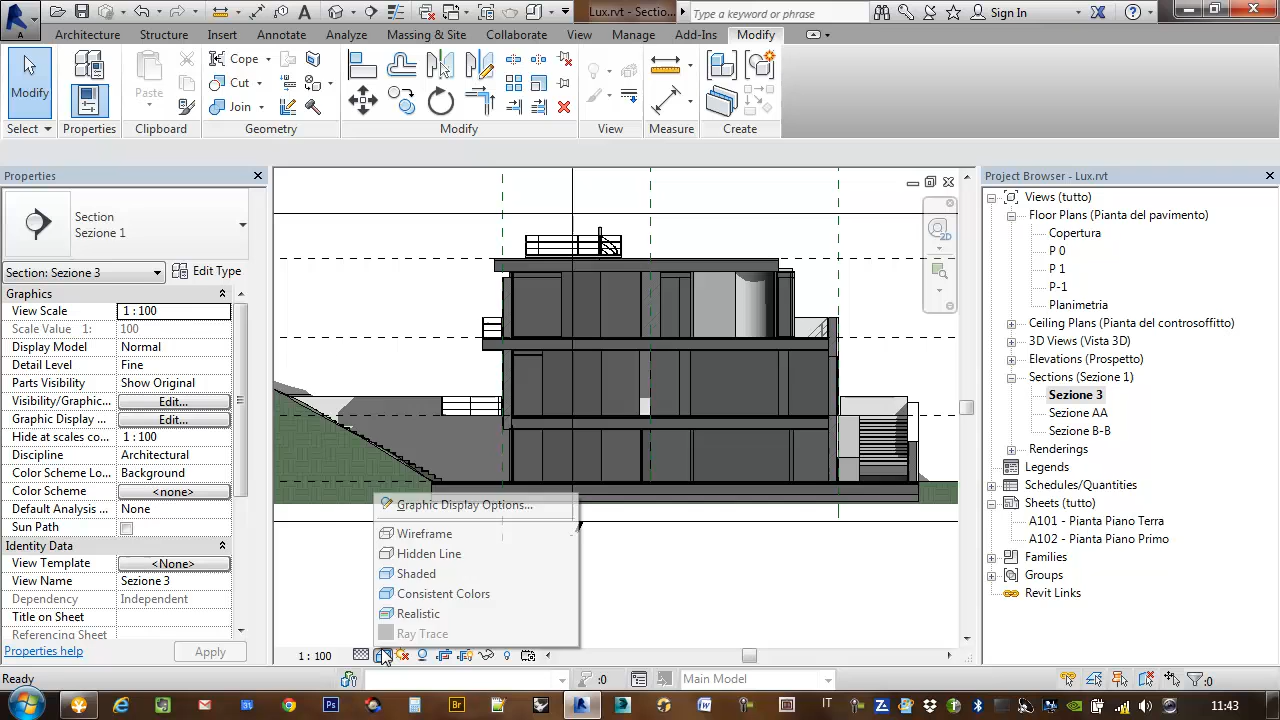 Lux.rvt - Sectio...
Type a keyword or phrase
Sign In
A
Architecture
Structure
Insert
Annotate
Analyze
Massing & Site
Collaborate
View
Manage
Add-Ins
Modify
Modify
Select
Properties
Paste
Clipboard
Cope
Cut
Join
Geometry
Modify
View
Measure
Create
Properties
Section
Sezione 1
Section: Sezione 3
Edit Type
Graphics
View Scale 1 : 100
Scale Value 1: 100
Display Model Normal
Detail Level Fine
Parts Visibility Show Original
Visibility/Graphic... Edit...
Graphic Display ... Edit...
Hide at scales co... 1 : 100
Discipline Architectural
Color Scheme Lo... Background
Color Scheme <none>
Default Analysis ... None
Sun Path
Identity Data
View Template <None>
View Name Sezione 3
Dependency Independent
Title on Sheet
Referencing Sheet
Properties help
Apply
2D
Graphic Display Options...
Wireframe
Hidden Line
Shaded
Consistent Colors
Realistic
Ray Trace
1 : 100
Project Browser - Lux.rvt
Views (tutto)
Floor Plans (Pianta del pavimento)
Copertura
P 0
P 1
P-1
Planimetria
Ceiling Plans (Pianta del controsoffitto)
3D Views (Vista 3D)
Elevations (Prospetto)
Sections (Sezione 1)
Sezione 3
Sezione AA
Sezione B-B
Renderings
Legends
Schedules/Quantities
Sheets (tutto)
A101 - Pianta Piano Terra
A102 - Pianta Piano Primo
Families
Groups
Revit Links
Ready
:0
Main Model
:0
Ps
Br
IT
11:43